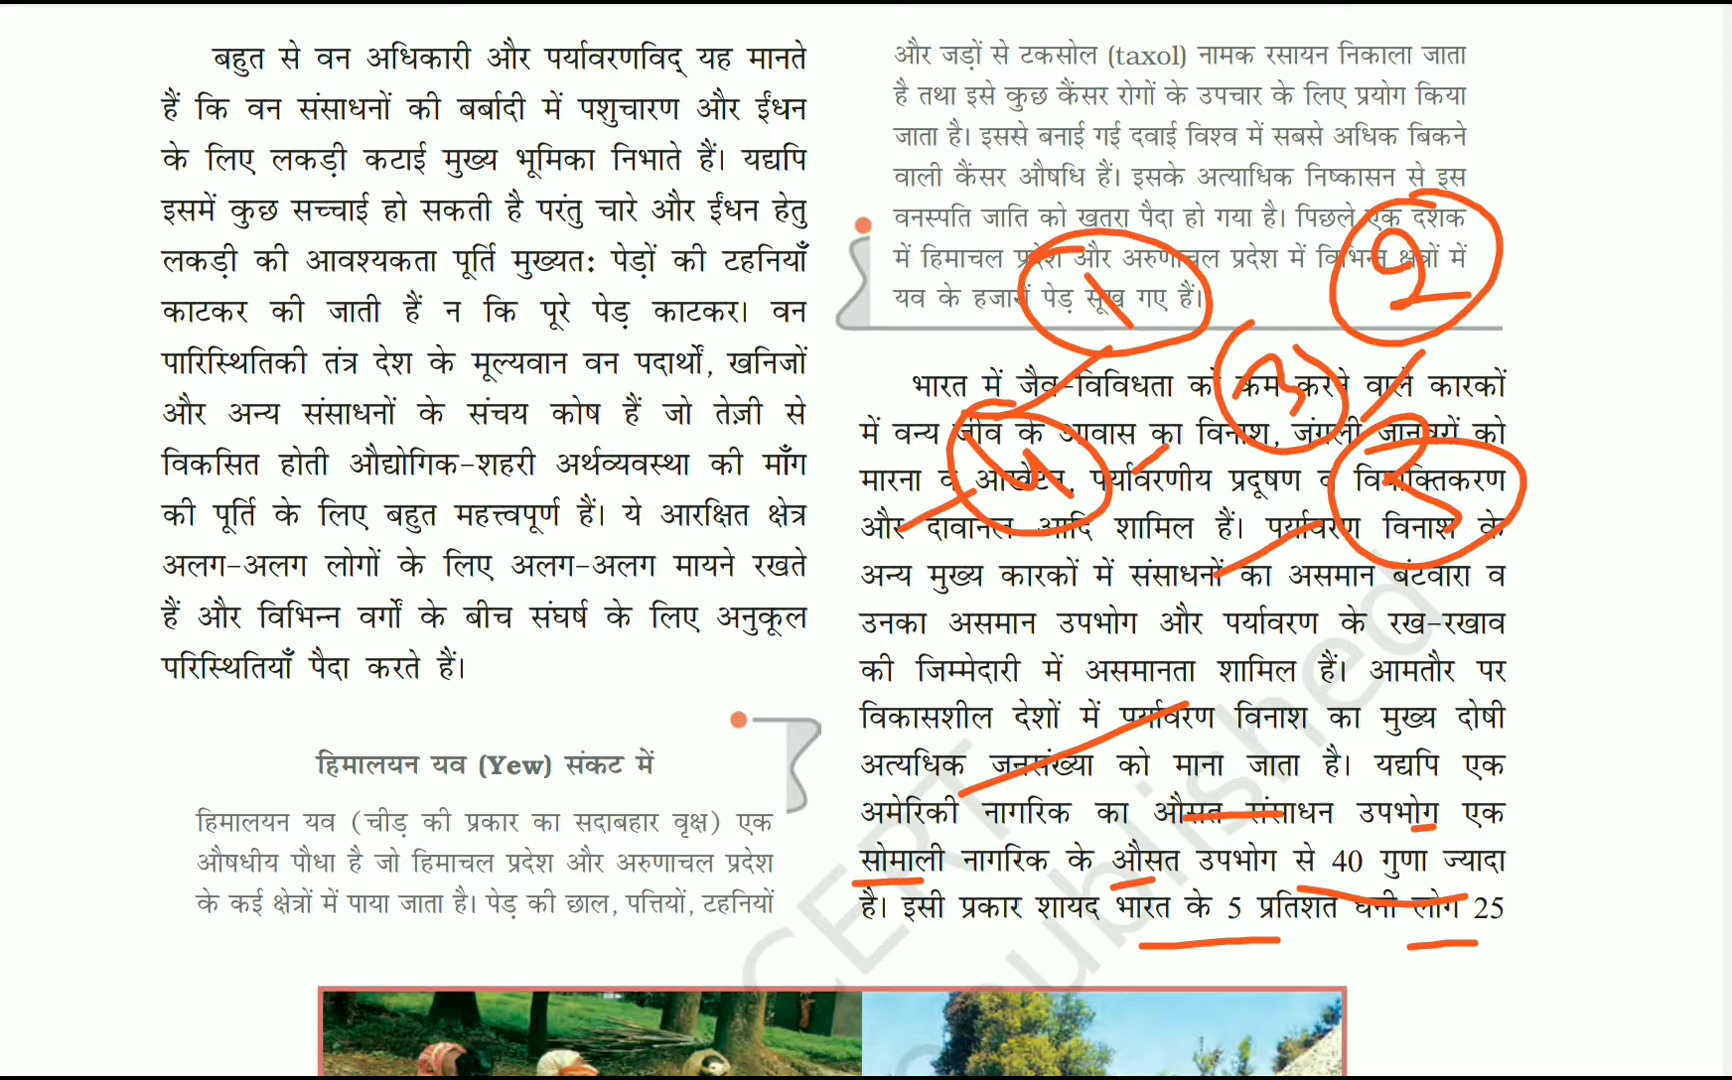 बहुत से वन अधिकारी और पर्यावरणविद् यह मानते
हैं कि वन संसाधनों की बर्बादी में पशुचारण और ईंधन
के लिए लकड़ी कटाई मुख्य भूमिका निभाते हैं। यद्यपि
इसमें कुछ सच्चाई हो सकती है परंतु चारे और ईंधन हेतु
लकड़ी की आवश्यकता पूर्ति मुख्यतः पेड़ों की टहनियाँ
काटकर की जाती हैं न कि पूरे पेड़ काटकर। वन
पारिस्थितिकी तंत्र देश के मूल्यवान वन पदार्थों, खनिजों
और अन्य संसाधनों के संचय कोष हैं जो तेज़ी से
विकसित होती औद्योगिक-शहरी अर्थव्यवस्था की माँग
की पूर्ति के लिए बहुत महत्त्वपूर्ण हैं। ये आरक्षित क्षेत्र
अलग-अलग लोगों के लिए अलग-अलग मायने रखते
हैं और विभिन्न वर्गों के बीच संघर्ष के लिए अनुकूल
परिस्थितियाँ पैदा करते हैं।
हिमालयन यव (Yew) संकट में
हिमालयन यव (चीड़ की प्रकार का सदाबहार वृक्ष) एक
औषधीय पौधा है जो हिमाचल प्रदेश और अरुणाचल प्रदेश
के कई क्षेत्रों में पाया जाता है। पेड़ की छाल, पत्तियों, टहनियों
और जड़ों से टकसोल (taxol) नामक रसायन निकाला जाता
है तथा इसे कुछ कैंसर रोगों के उपचार के लिए प्रयोग किया
जाता है। इससे बनाई गई दवाई विश्व में सबसे अधिक बिकने
वाली कैंसर औषधि हैं। इसके अत्याधिक निष्कासन से इस
वनस्पति जाति को खतरा पैदा हो गया है। पिछले एक दशक
में हिमाचल प्रदेश और अरुणाचल प्रदेश में विभिन्न क्षेत्रों में
यव के हजारों पेड़ सूख गए हैं।
1
2
3
भारत में जैव-विविधता को कम करने वाले कारकों
में वन्य जीव के आवास का विनाश, जंगली जानवरों को
मारना व आखेटन, पर्यावरणीय प्रदूषण व विषाक्तिकरण
4
5
और दावानल आदि शामिल हैं। पर्यावरण विनाश के
अन्य मुख्य कारकों में संसाधनों का असमान बंटवारा व
उनका असमान उपभोग और पर्यावरण के रख-रखाव
की जिम्मेदारी में असमानता शामिल हैं। आमतौर पर
विकासशील देशों में पर्यावरण विनाश का मुख्य दोषी
अत्यधिक जनसंख्या को माना जाता है। यद्यपि एक
अमेरिकी नागरिक का औसत संसाधन उपभोग एक
सोमाली नागरिक के औसत उपभोग से 40 गुणा ज्यादा
है। इसी प्रकार शायद भारत के 5 प्रतिशत धनी लोग 25